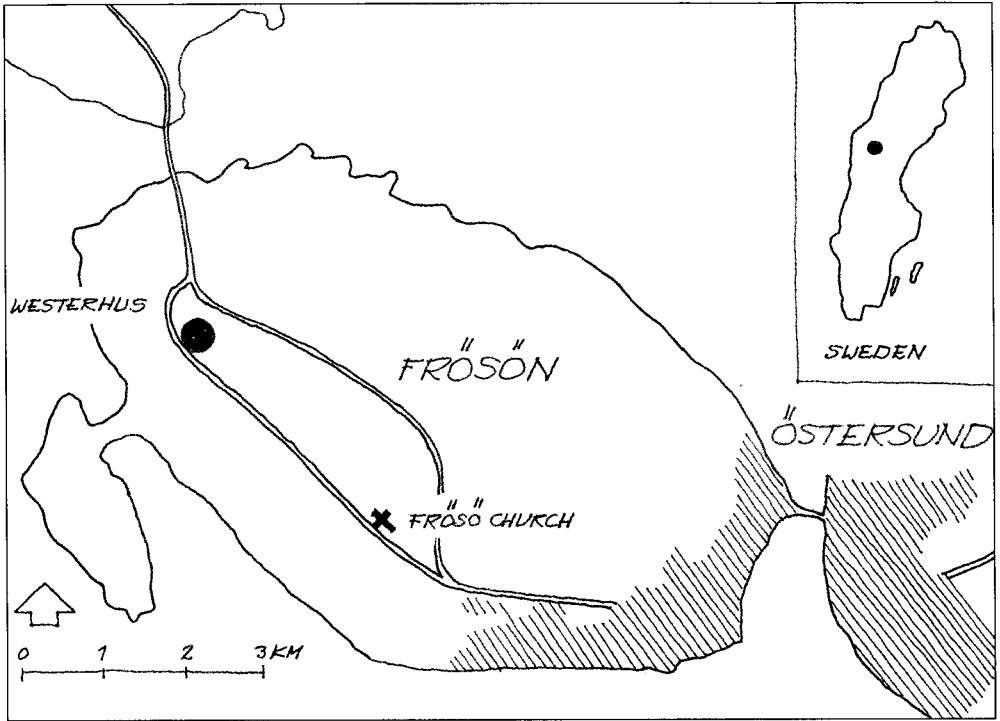 WESTERHUS
FRÖSÖN
SWEDEN
ÖSTERSUND
FRÖSÖ CHURCH
0 1 2 3 KM